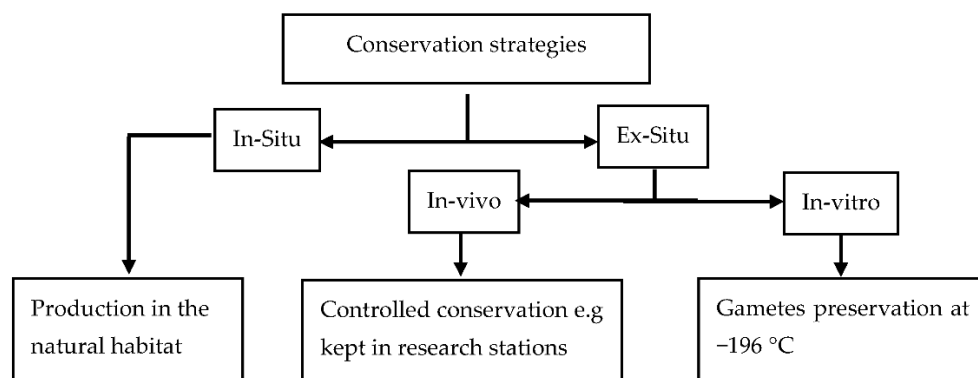 Conservation strategies
In-Situ
Ex-Situ
In-vivo
In-vitro
Production in the
natural habitat
Controlled conservation e.g
kept in research stations
Gametes preservation at
−196 °C